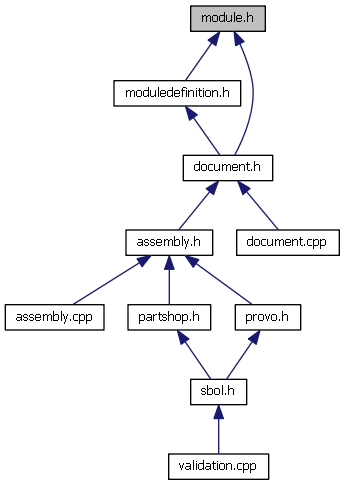 module.h
moduledefinition.h
document.h
assembly.h
document.cpp
assembly.cpp
partshop.h
provo.h
sbol.h
validation.cpp